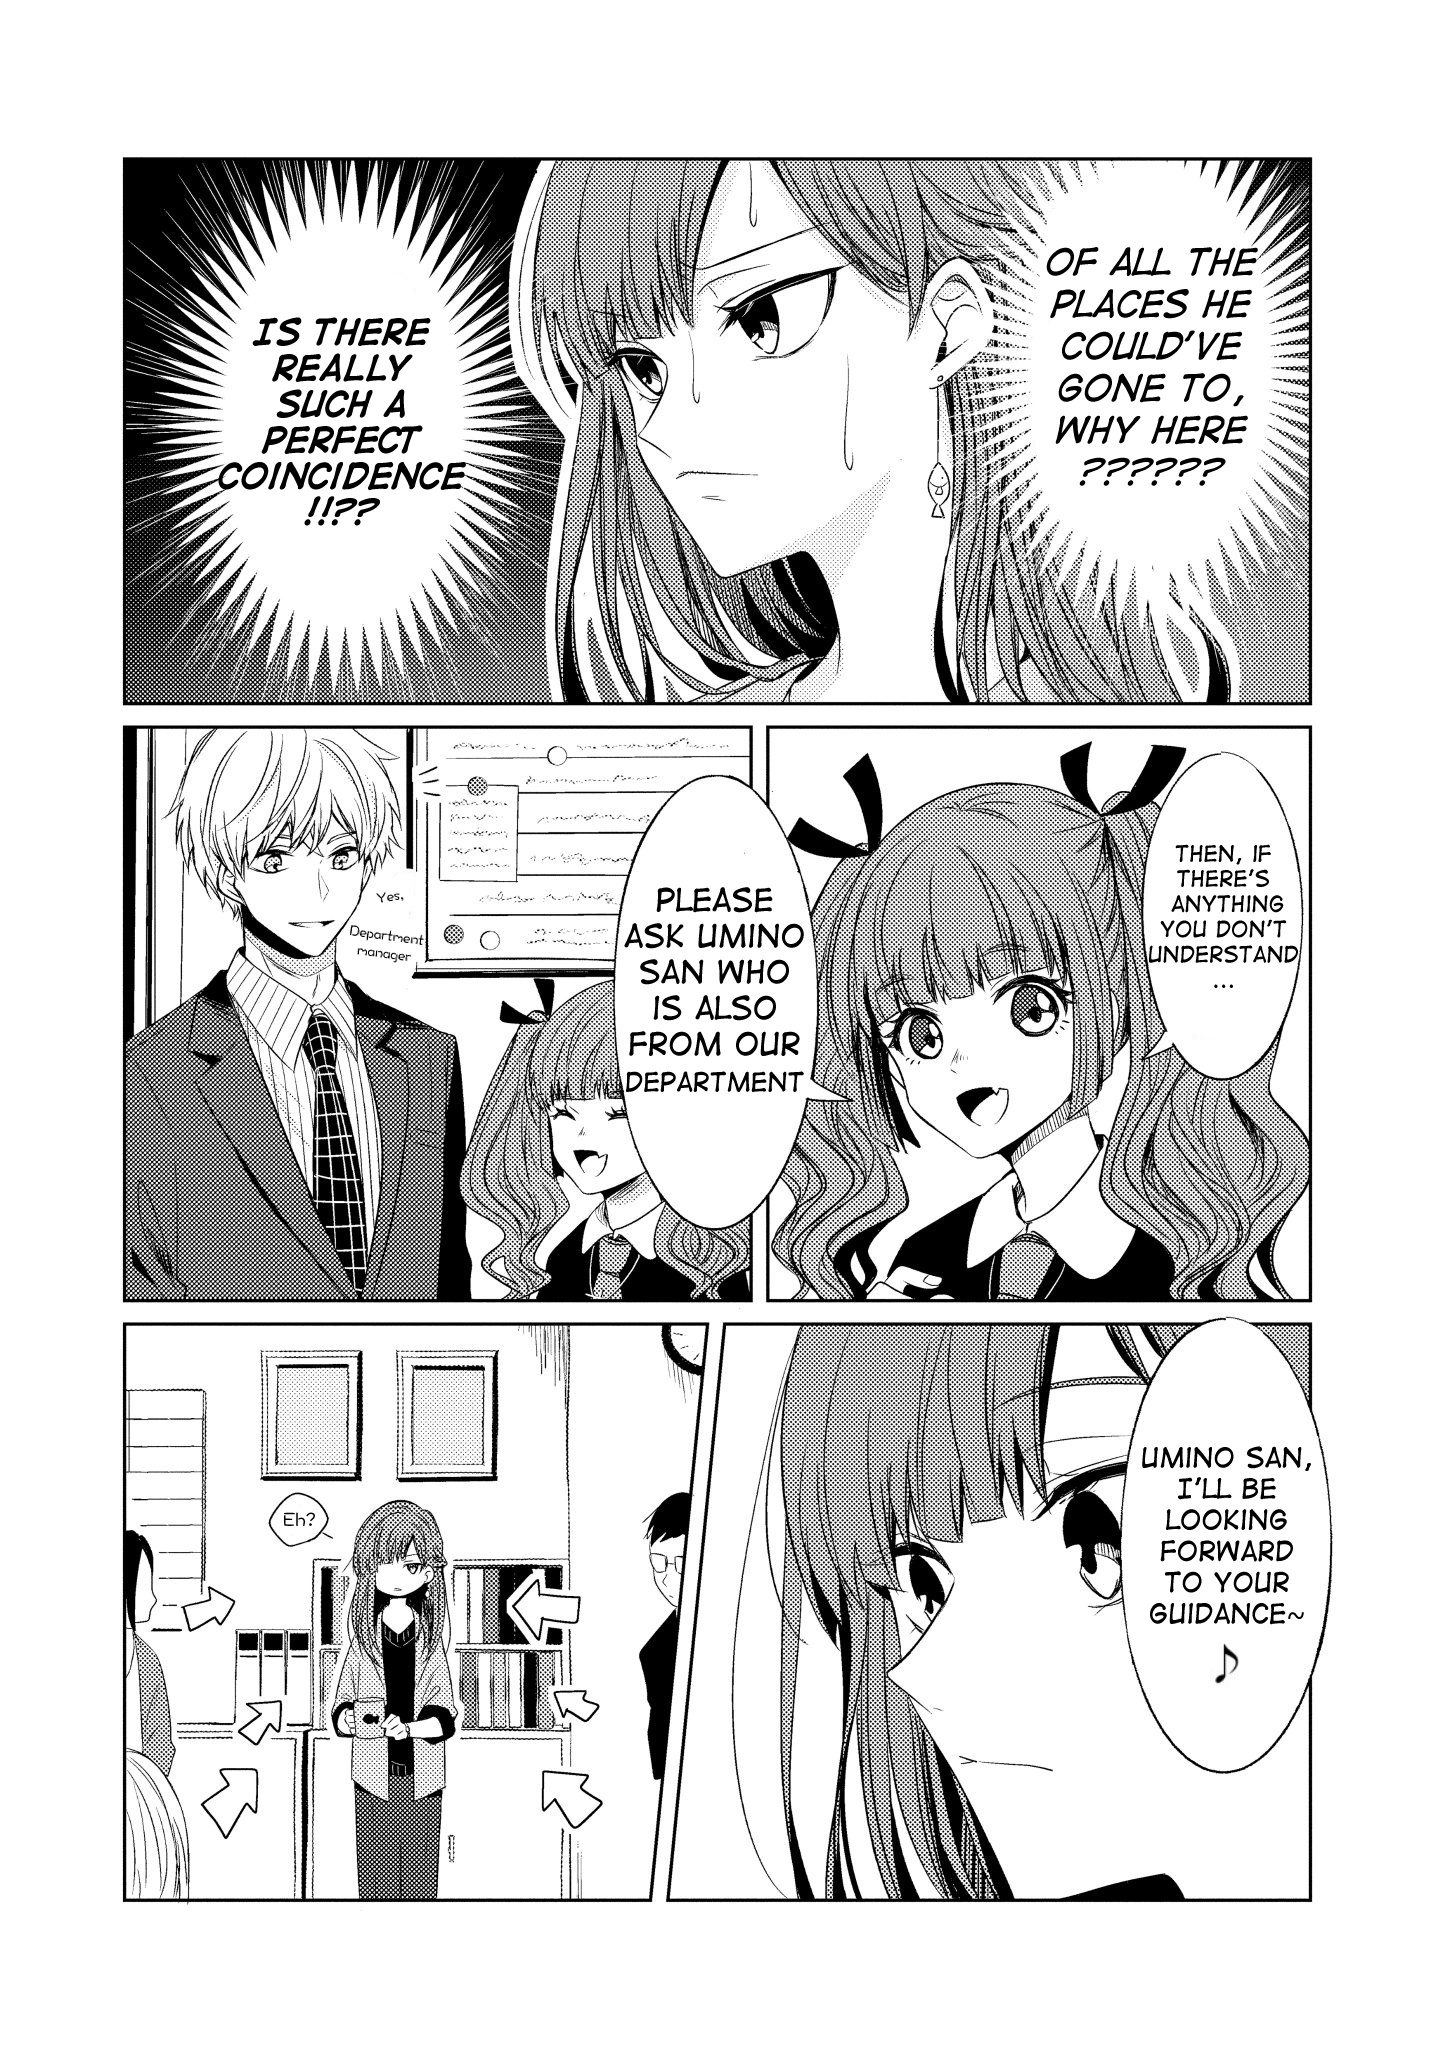 OF ALL THE
PLACES HE
COULD'VE
GONE TO,
WHY HERE
??????
IS THERE
REALLY
SUCH A
PERFECT
COINCIDENCE
!!??
THEN, IF
THERE'S
ANYTHING
YOU DON'T
UNDERSTAND
...
PLEASE
ASK UMINO
SAN WHO
IS ALSO
FROM OUR
DEPARTMENT
Yes,
Department
manager
UMINO SAN,
I'LL BE
LOOKING
FORWARD
TO YOUR
GUIDANCE~
♪
Eh?